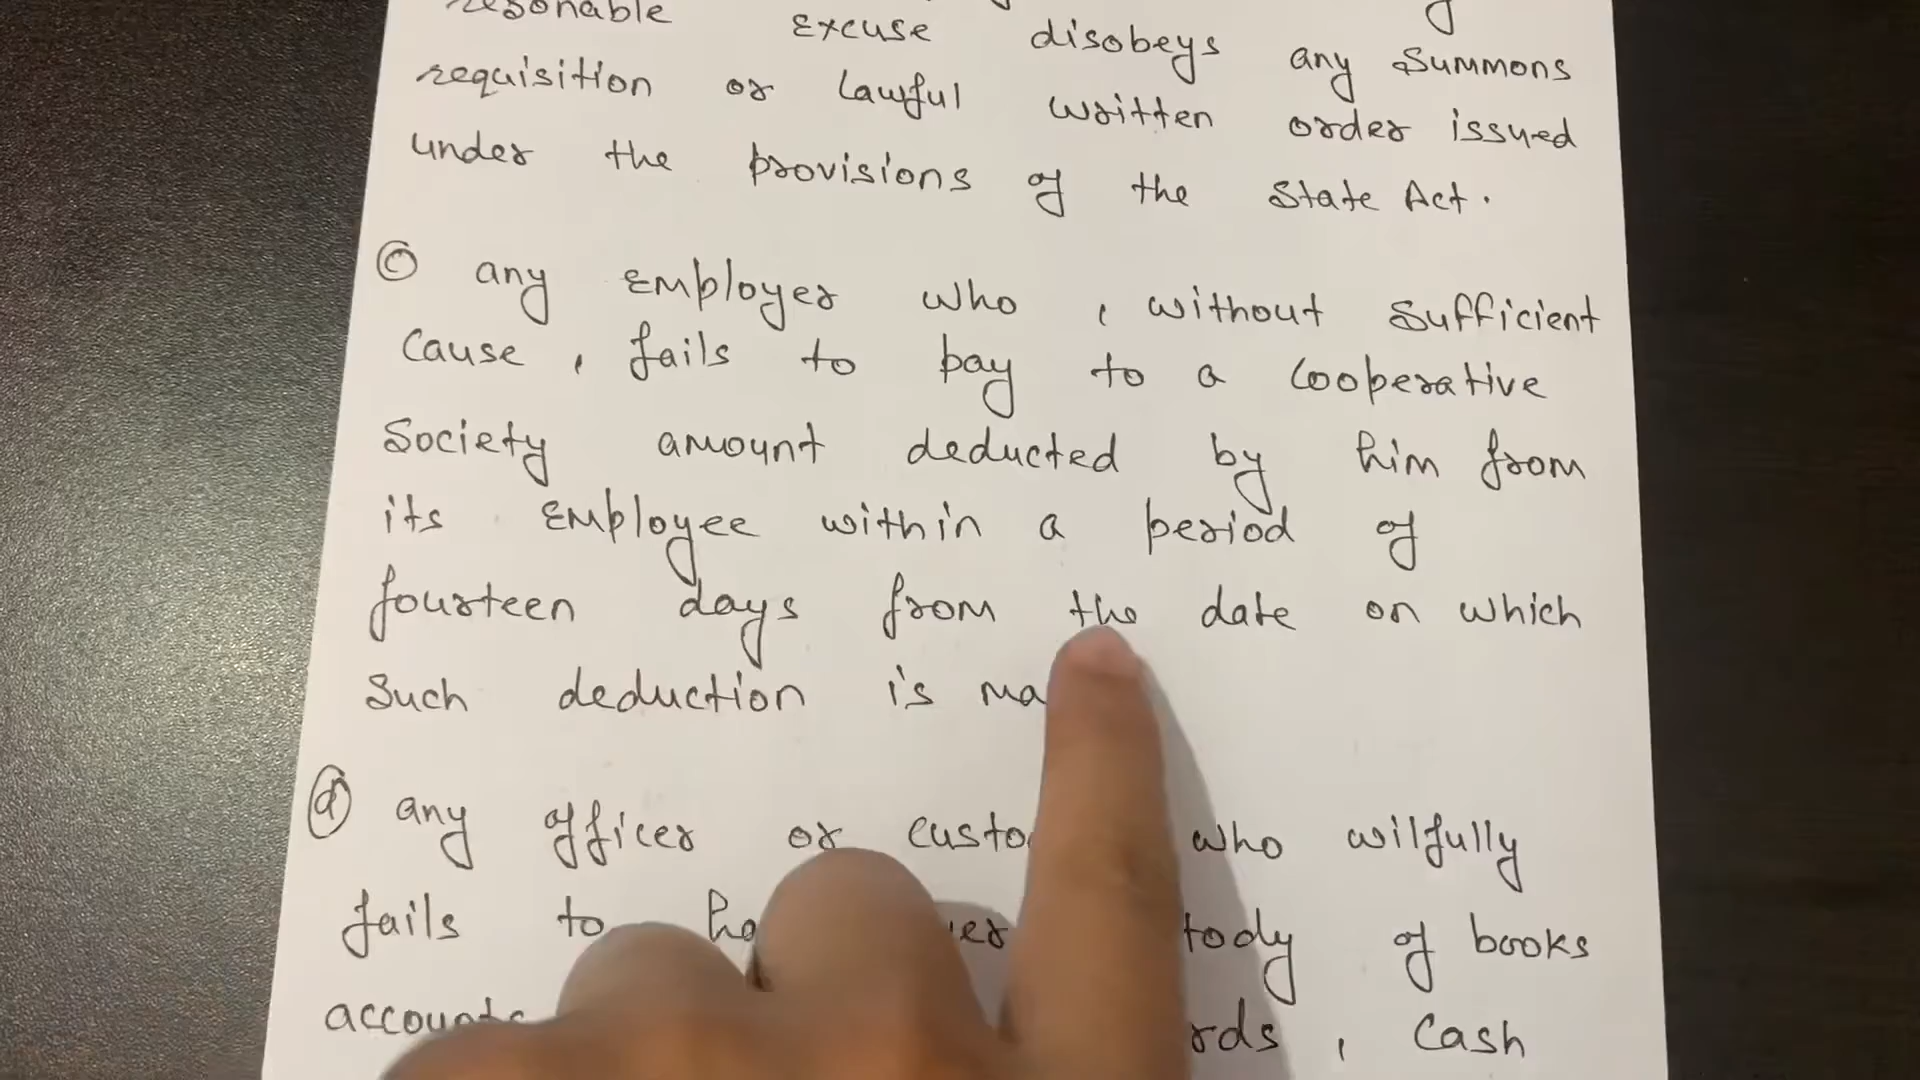 resonable excuse disobeys any summons
requisition or lawful written order issued
under the provisions of the State Act.
ⓒ any Employer who, without sufficient
cause, fails to pay to a Cooperative
Society amount deducted by him from
its Employee within a period of
fourteen days from the date on which
such deduction is
ⓓ any officer or who wilfully
fails to of books
cash